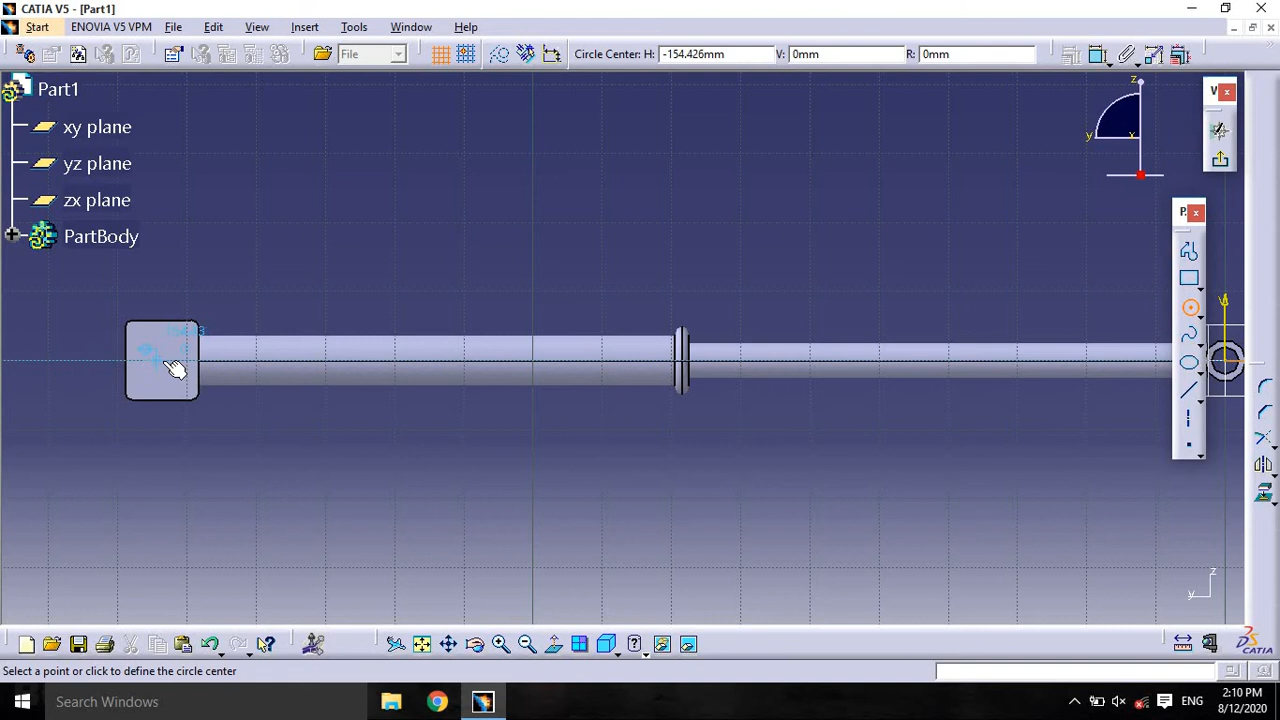 CATIA V5 - [Part1]
Start ENOVIA V5 VPM File Edit View Insert Tools Window Help
File Circle Center: H: -154.426mm V: 0mm R: 0mm
Part1
xy plane
yz plane
zx plane
PartBody
z
y x
P.
V
z
y
CATIA
Select a point or click to define the circle center
Search Windows
ENG
2:10 PM
8/12/2020